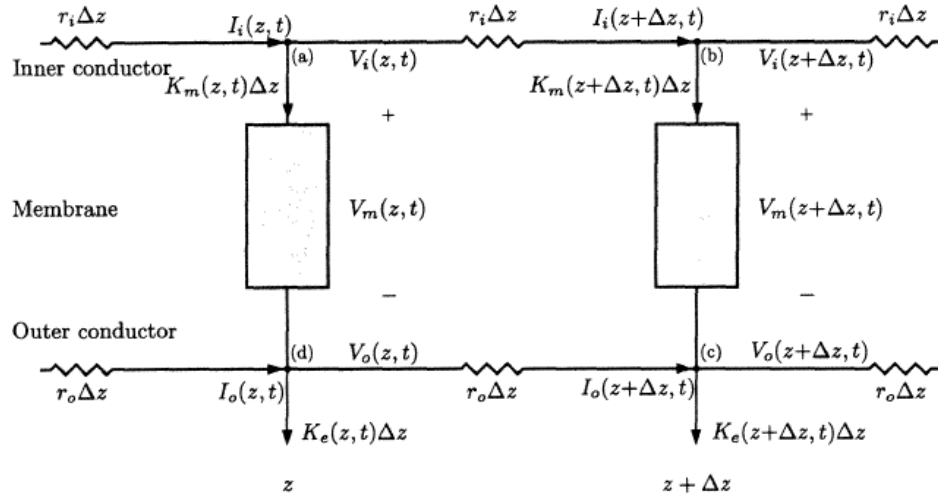 r_iΔz I_i(z,t) r_iΔz I_i(z+Δz,t) r_iΔz
(a) (b)
Inner conductor V_i(z,t) V_i(z+Δz,t)
K_m(z,t)Δz K_m(z+Δz,t)Δz
+ +
Membrane V_m(z,t) V_m(z+Δz,t)
− −
Outer conductor
(d) V_o(z,t) (c) V_o(z+Δz,t)
r_oΔz I_o(z,t) r_oΔz I_o(z+Δz,t) r_oΔz
K_e(z,t)Δz K_e(z+Δz,t)Δz
z z + Δz